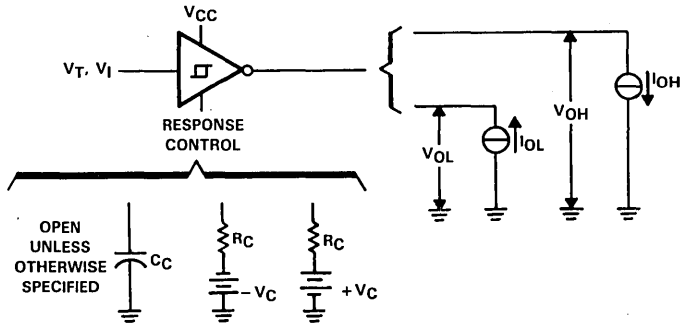 VCC
VT, VI
RESPONSE
CONTROL
IOH
VOH
IOL
VOL
OPEN
UNLESS
OTHERWISE
SPECIFIED
CC
RC
– VC
RC
+ VC